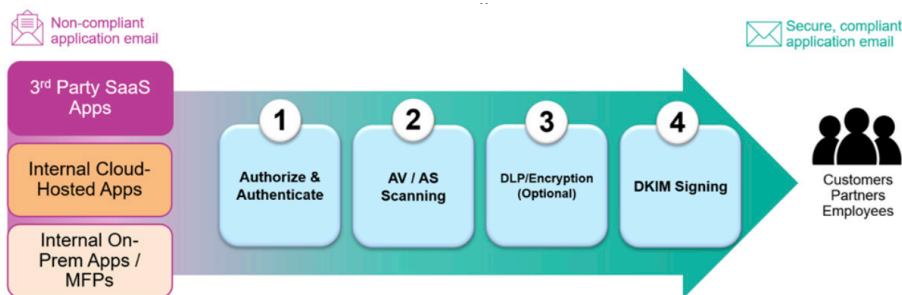 Non-compliant
application email
Secure, compliant
application email
3rd Party SaaS
Apps
Internal Cloud-
Hosted Apps
Internal On-
Prem Apps /
MFPs
1
Authorize &
Authenticate
2
AV / AS
Scanning
3
DLP/Encryption
(Optional)
4
DKIM Signing
Customers
Partners
Employees